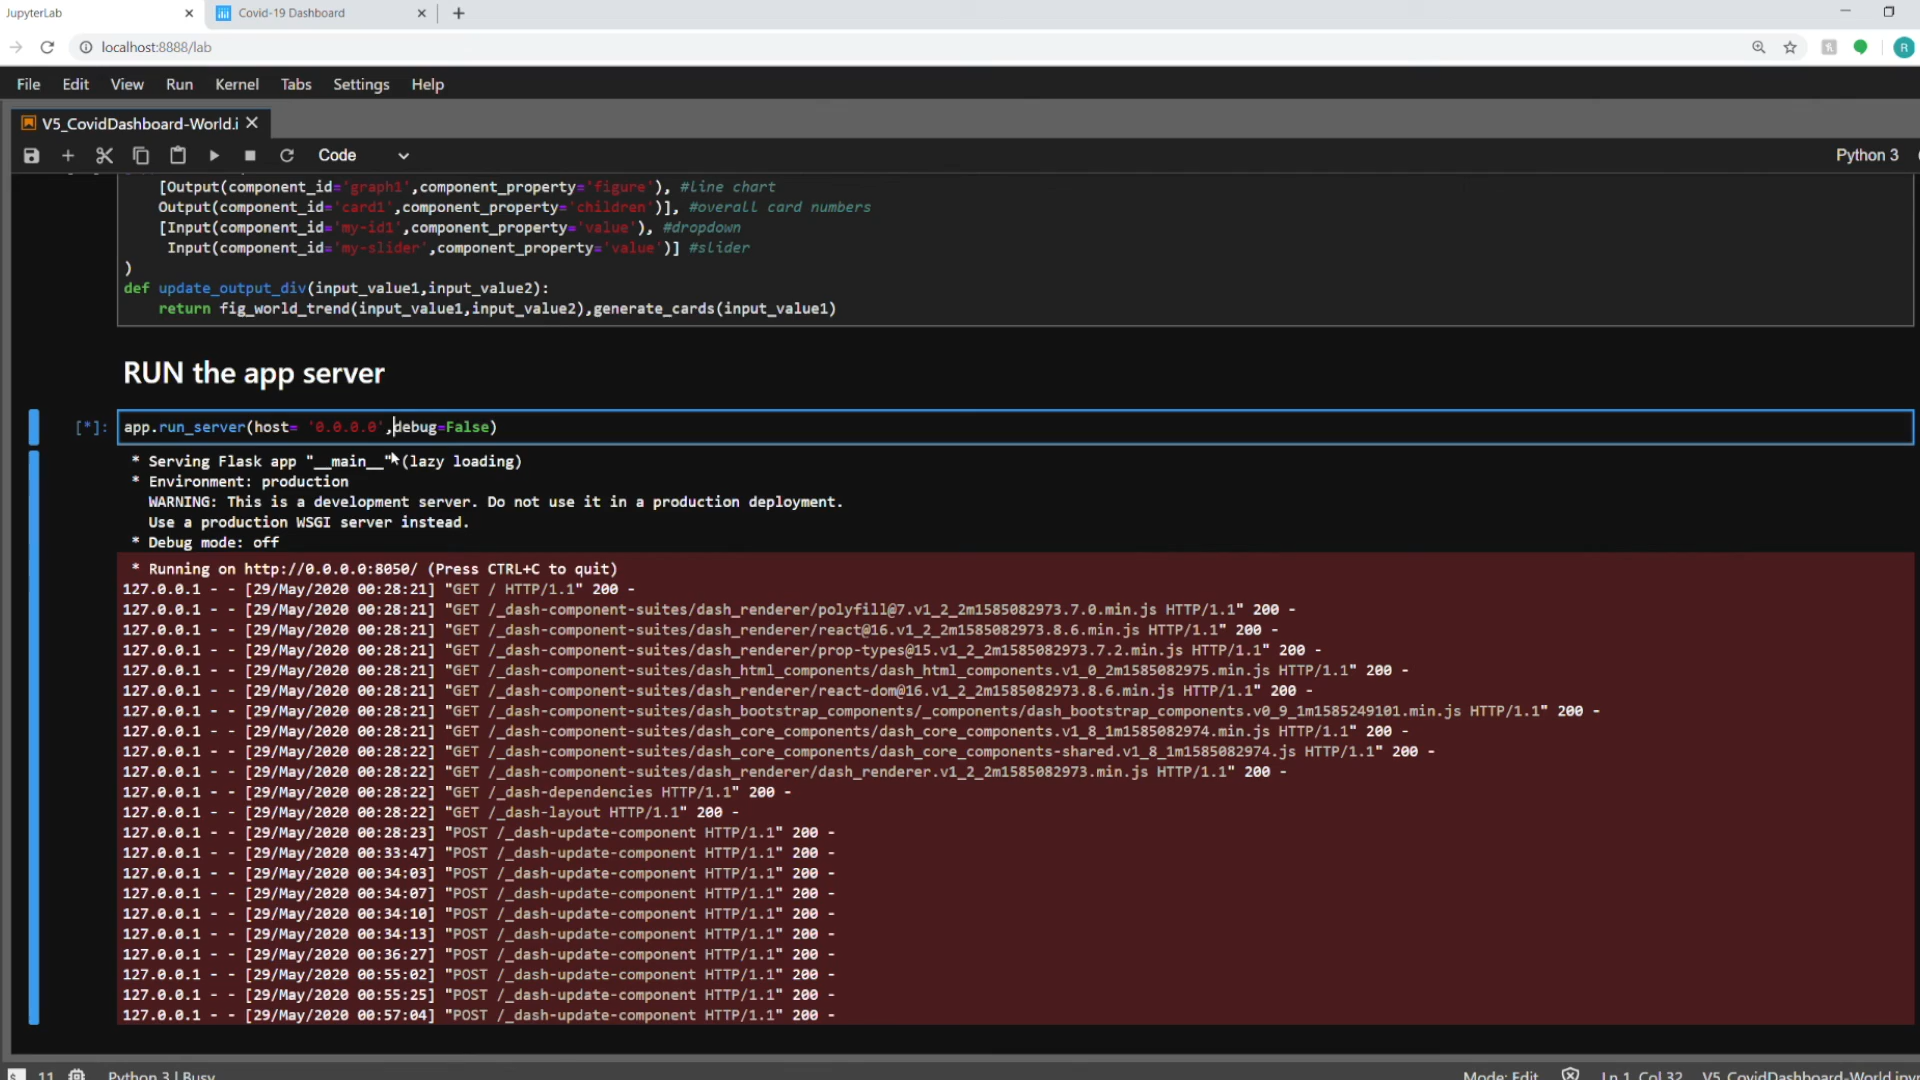 JupyterLab
Covid-19 Dashboard
localhost:8888/lab
R
File Edit View Run Kernel Tabs Settings Help
V5_CovidDashboard-World.i
Code
Python 3
[Output(component_id='graph1',component_property='figure'), #line chart
Output(component_id='card1',component_property='children')], #overall card numbers
[Input(component_id='my-id1',component_property='value'), #dropdown
Input(component_id='my-slider',component_property='value')] #slider
)
def update_output_div(input_value1,input_value2):
return fig_world_trend(input_value1,input_value2),generate_cards(input_value1)
RUN the app server
[*]: app.run_server(host= '0.0.0.0',debug=False)
* Serving Flask app "__main__" (lazy loading)
* Environment: production
WARNING: This is a development server. Do not use it in a production deployment.
Use a production WSGI server instead.
* Debug mode: off
* Running on http://0.0.0.0:8050/ (Press CTRL+C to quit)
127.0.0.1 - - [29/May/2020 00:28:21] "GET / HTTP/1.1" 200 -
127.0.0.1 - - [29/May/2020 00:28:21] "GET /_dash-component-suites/dash_renderer/polyfill@7.v1_2_2m1585082973.7.0.min.js HTTP/1.1" 200 -
127.0.0.1 - - [29/May/2020 00:28:21] "GET /_dash-component-suites/dash_renderer/react@16.v1_2_2m1585082973.8.6.min.js HTTP/1.1" 200 -
127.0.0.1 - - [29/May/2020 00:28:21] "GET /_dash-component-suites/dash_renderer/prop-types@15.v1_2_2m1585082973.7.2.min.js HTTP/1.1" 200 -
127.0.0.1 - - [29/May/2020 00:28:21] "GET /_dash-component-suites/dash_html_components/dash_html_components.v1_0_2m1585082975.min.js HTTP/1.1" 200 -
127.0.0.1 - - [29/May/2020 00:28:21] "GET /_dash-component-suites/dash_renderer/react-dom@16.v1_2_2m1585082973.8.6.min.js HTTP/1.1" 200 -
127.0.0.1 - - [29/May/2020 00:28:21] "GET /_dash-component-suites/dash_bootstrap_components/_components/dash_bootstrap_components.v0_9_1m1585249101.min.js HTTP/1.1" 200 -
127.0.0.1 - - [29/May/2020 00:28:21] "GET /_dash-component-suites/dash_core_components/dash_core_components.v1_8_1m1585082974.min.js HTTP/1.1" 200 -
127.0.0.1 - - [29/May/2020 00:28:22] "GET /_dash-component-suites/dash_core_components/dash_core_components-shared.v1_8_1m1585082974.js HTTP/1.1" 200 -
127.0.0.1 - - [29/May/2020 00:28:22] "GET /_dash-component-suites/dash_renderer/dash_renderer.v1_2_2m1585082973.min.js HTTP/1.1" 200 -
127.0.0.1 - - [29/May/2020 00:28:22] "GET /_dash-dependencies HTTP/1.1" 200 -
127.0.0.1 - - [29/May/2020 00:28:22] "GET /_dash-layout HTTP/1.1" 200 -
127.0.0.1 - - [29/May/2020 00:28:23] "POST /_dash-update-component HTTP/1.1" 200 -
127.0.0.1 - - [29/May/2020 00:33:47] "POST /_dash-update-component HTTP/1.1" 200 -
127.0.0.1 - - [29/May/2020 00:34:03] "POST /_dash-update-component HTTP/1.1" 200 -
127.0.0.1 - - [29/May/2020 00:34:07] "POST /_dash-update-component HTTP/1.1" 200 -
127.0.0.1 - - [29/May/2020 00:34:10] "POST /_dash-update-component HTTP/1.1" 200 -
127.0.0.1 - - [29/May/2020 00:34:13] "POST /_dash-update-component HTTP/1.1" 200 -
127.0.0.1 - - [29/May/2020 00:36:27] "POST /_dash-update-component HTTP/1.1" 200 -
127.0.0.1 - - [29/May/2020 00:55:02] "POST /_dash-update-component HTTP/1.1" 200 -
127.0.0.1 - - [29/May/2020 00:55:25] "POST /_dash-update-component HTTP/1.1" 200 -
127.0.0.1 - - [29/May/2020 00:57:04] "POST /_dash-update-component HTTP/1.1" 200 -
11 Python 3 | Busy Mode: Edit Ln 1, Col 32 V5_CovidDashboard-World.ipy